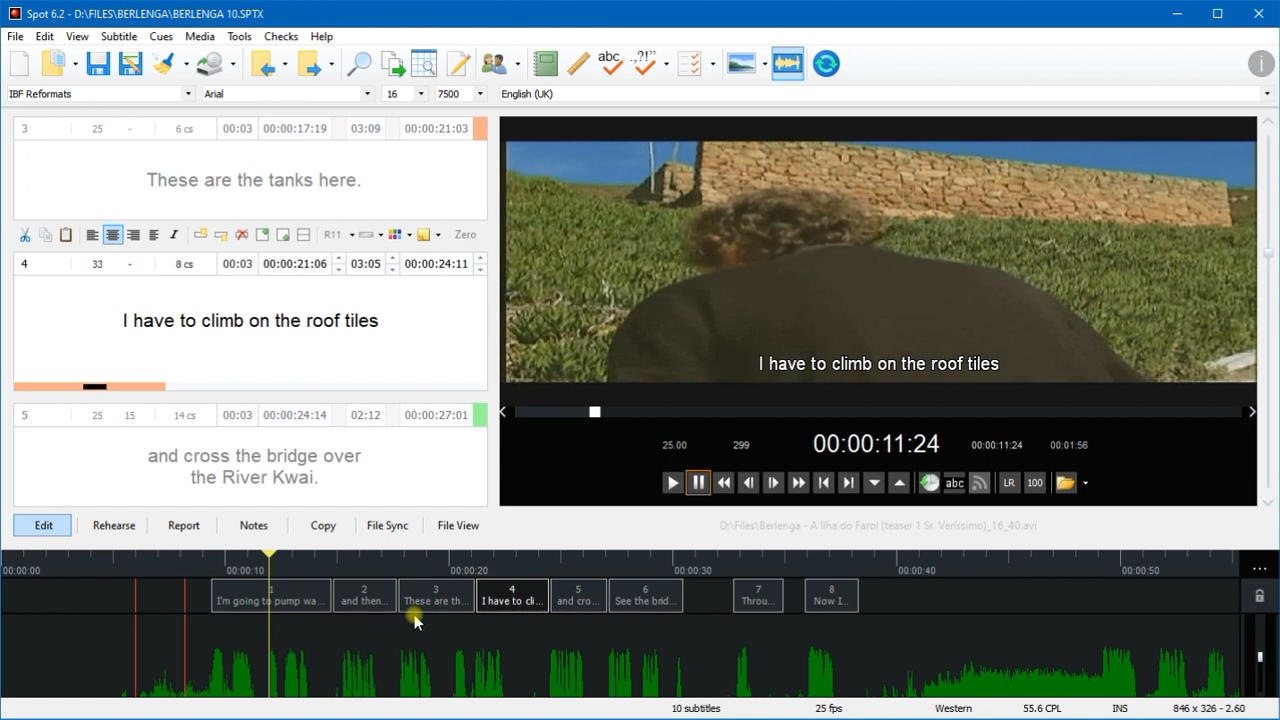 Spot 6.2 - D:\FILES\BERLENGA\BERLENGA 10.SPTX
File Edit View Subtitle Cues Media Tools Checks Help
abc .,?!”
i
IBF Reformats Arial 16 7500 English (UK)
3 25 - 6 cs 00:03 00:00:17:19 03:09 00:00:21:03
These are the tanks here.
R11 Zero
4 33 - 8 cs 00:03 00:00:21:06 03:05 00:00:24:11
I have to climb on the roof tiles
5 25 15 14 cs 00:03 00:00:24:14 02:12 00:00:27:01
and cross the bridge over
the River Kwai.
I have to climb on the roof tiles
25.00 299 00:00:11:24 00:00:11:24 00:01:56
abc LR 100
Edit Rehearse Report Notes Copy File Sync File View
D:\Files\Berlenga - A Ilha do Farol (teaser 1 Sr. Veríssimo)_16_40.avi
00:00:00 00:00:10 00:00:20 00:00:30 00:00:40 00:00:50 ...
1 2 3 4 5 6 7 8
I'm going to pump wa... and then... These are th... I have to cli... and cro... See the brid... Throu... Now I...
10 subtitles 25 fps Western 55.6 CPL INS 846 x 326 - 2.60